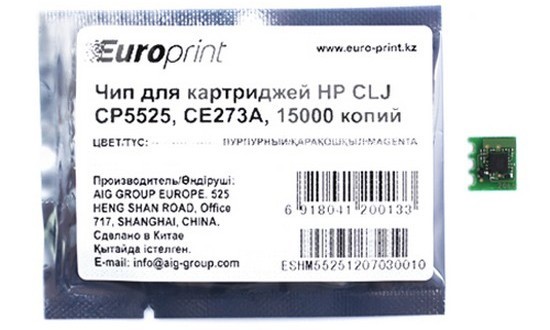 Europrint
www.euro-print.kz
Чип для картриджей HP CLJ
CP5525, CE273A, 15000 копий
ЦВЕТ/ТҮС: ПУРПУРНЫЙ/ҚАРАҚОШҚЫЛ-MAGENTA
Производитель/Өндіруші:
AIG GROUP EUROPE. 525
HENG SHAN ROAD, Office
717, SHANGHAI, CHINA.
Сделано в Китае
Қытайда істелген.
E-mail: info@aig-group.com
6 918041 200133
ESHM55251207030010